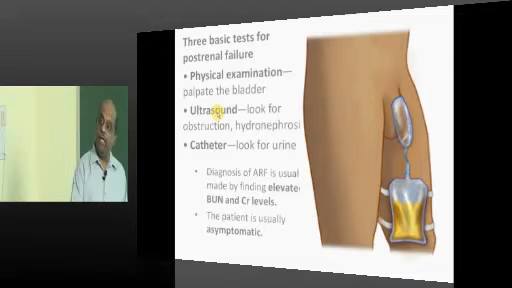 Three basic tests for
postrenal failure
• Physical examination—
palpate the bladder
• Ultrasound—look for
obstruction, hydronephrosi
• Catheter—look for urine
• Diagnosis of ARF is usual
made by finding elevate
BUN and Cr levels.
• The patient is usually
asymptomatic.